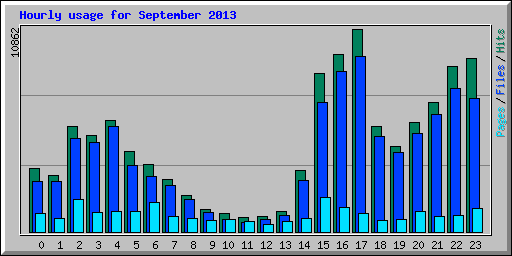 Hourly usage for September 2013
10862
Pages/Files/Hits
0 1 2 3 4 5 6 7 8 9 10 11 12 13 14 15 16 17 18 19 20 21 22 23